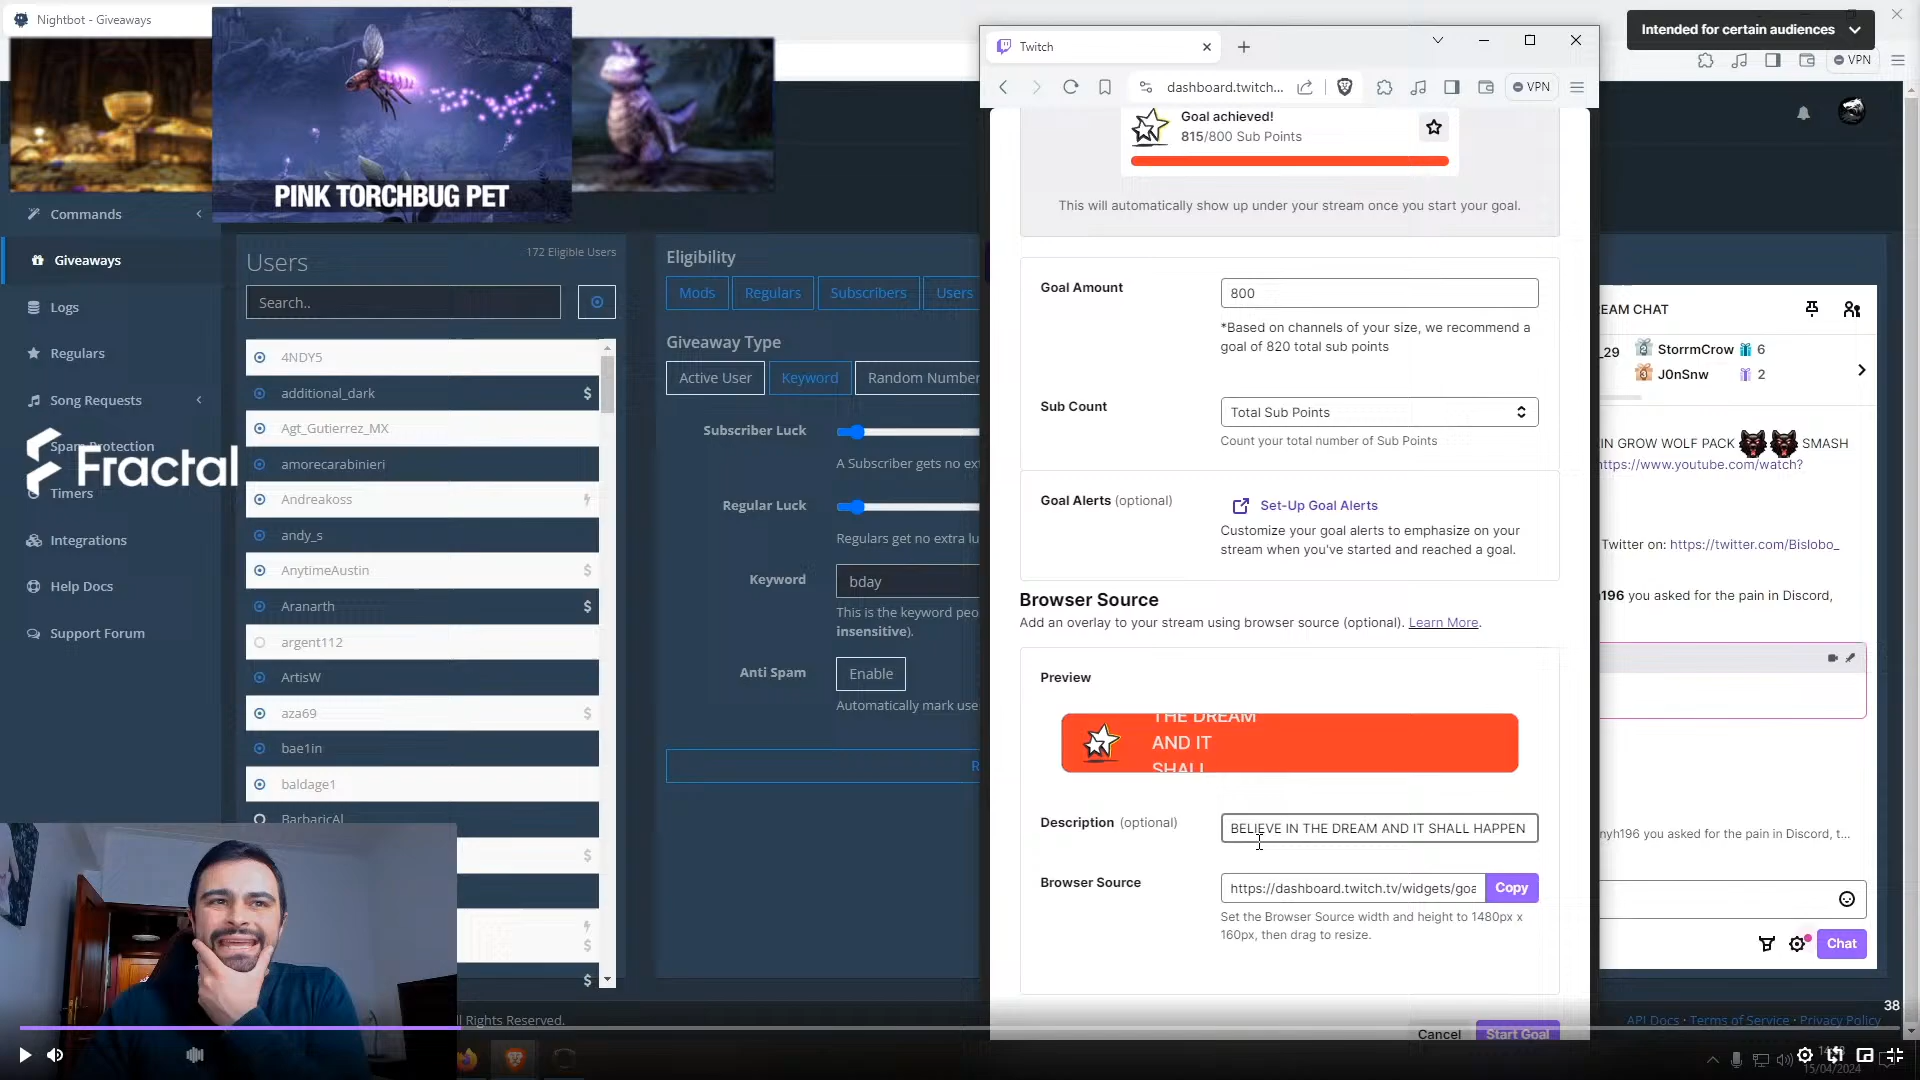 Nightbot - Giveaways
PINK TORCHBUG PET
Commands
Giveaways
Logs
Regulars
Song Requests
Spam Protection
Fractal
Timers
Integrations
Help Docs
Support Forum
Users
172 Eligible Users
Search..
4NDY5
additional_dark $
Agt_Gutierrez_MX
amorecarabinieri
Andreakoss
andy_s
AnytimeAustin $
Aranarth $
argent112
ArtisW
aza69 $
bae1in
baldage1
BarbaricAl
$
$
$
Eligibility
Mods
Regulars
Subscribers
Users
Giveaway Type
Active User
Keyword
Random Number
Subscriber Luck
A Subscriber gets no ex
Regular Luck
Regulars get no extra lu
Keyword
bday
This is the keyword peo
insensitive).
Anti Spam
Enable
Automatically mark use
R
ll Rights Reserved.
Twitch
dashboard.twitch...
VPN
Goal achieved!
815/800 Sub Points
This will automatically show up under your stream once you start your goal.
Goal Amount
800
*Based on channels of your size, we recommend a
goal of 820 total sub points
Sub Count
Total Sub Points
Count your total number of Sub Points
Goal Alerts (optional)
Set-Up Goal Alerts
Customize your goal alerts to emphasize on your
stream when you've started and reached a goal.
Browser Source
Add an overlay to your stream using browser source (optional). Learn More.
Preview
THE DREAM
AND IT
SHALL
Description (optional)
BELIEVE IN THE DREAM AND IT SHALL HAPPEN
Browser Source
https://dashboard.twitch.tv/widgets/goa
Copy
Set the Browser Source width and height to 1480px x
160px, then drag to resize.
Cancel
Start Goal
Intended for certain audiences
VPN
EAM CHAT
_29
2 StorrmCrow 6
3 J0nSnw 2
IN GROW WOLF PACK SMASH
https://www.youtube.com/watch?
Twitter on: https://twitter.com/Bislobo_
196 you asked for the pain in Discord,
nyh196 you asked for the pain in Discord, t...
Chat
38
API Docs · Terms of Service · Privacy Policy
15/04/2024